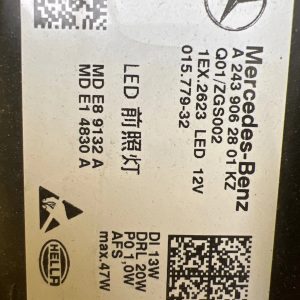 Mercedes-Benz
A 243 906 28 01 KZ
Q01/ZGS002
1EX.2623 LED 12V
015.779-32
LED 前照灯
MD E8 9132 A
MD E1 4830 A
DI 13W
DRL 20W
PO 1,0W
AFS
max.47W
HELLA